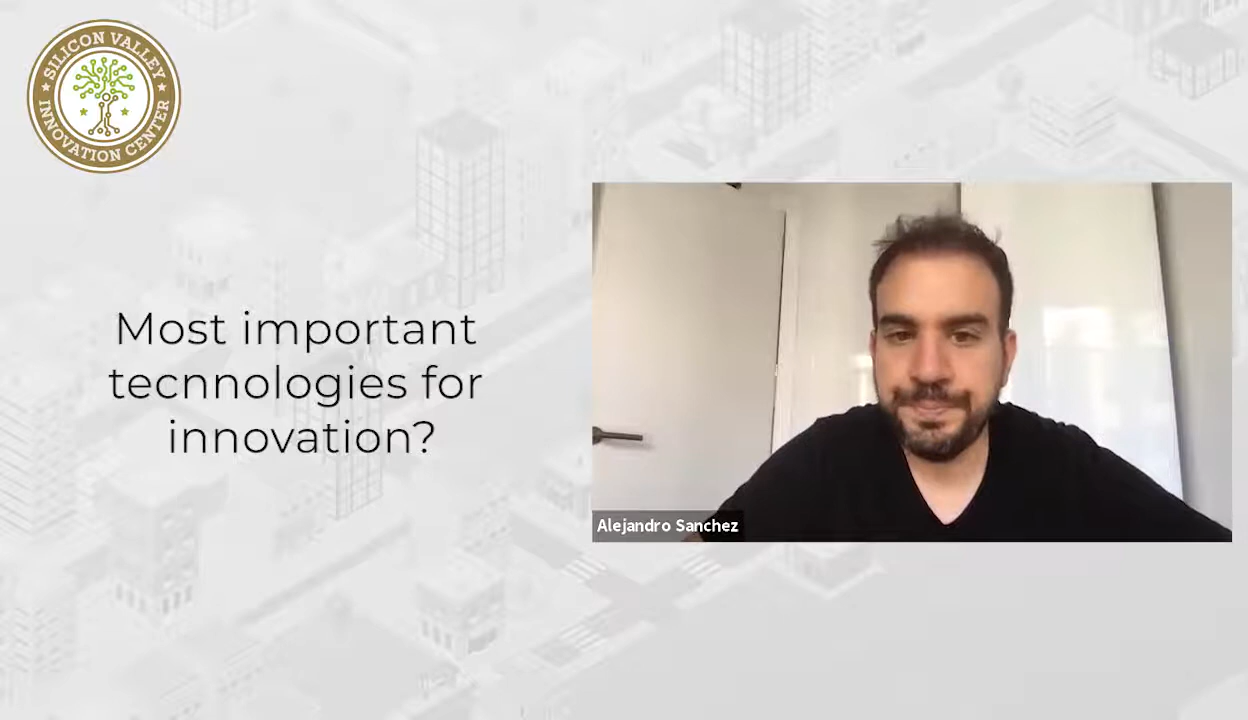 SILICON VALLEY
INNOVATION CENTER
Most important
tecnnologies for
innovation?
Alejandro Sanchez